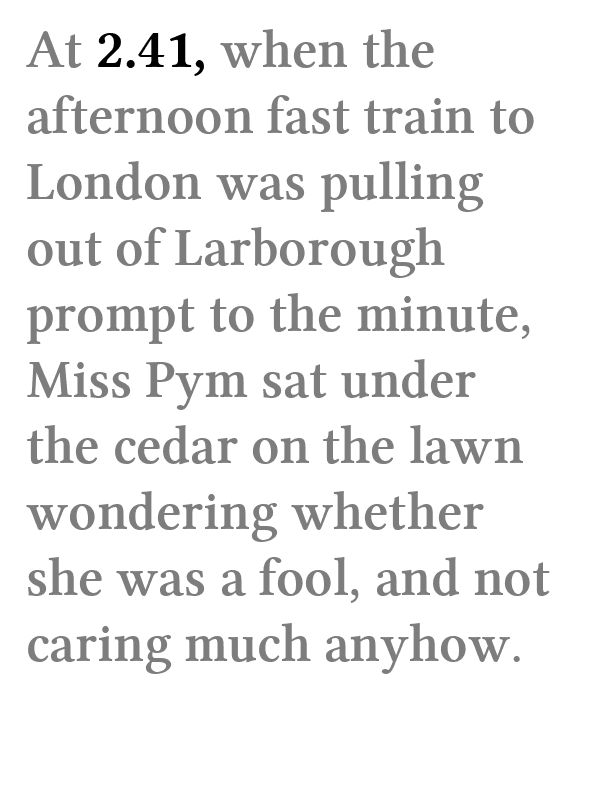 At 2.41, when the
afternoon fast train to
London was pulling
out of Larborough
prompt to the minute,
Miss Pym sat under
the cedar on the lawn
wondering whether
she was a fool, and not
caring much anyhow.